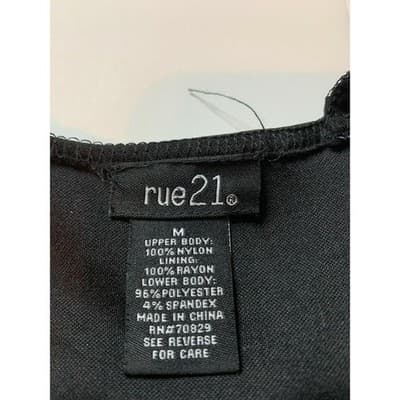 rue21®
M
UPPER BODY:
100%NYLON
LINING:
100%RAYON
LOWER BODY:
96%POLYESTER
4% SPANDEX
MADE IN CHINA
RN#70829
SEE REVERSE
FOR CARE